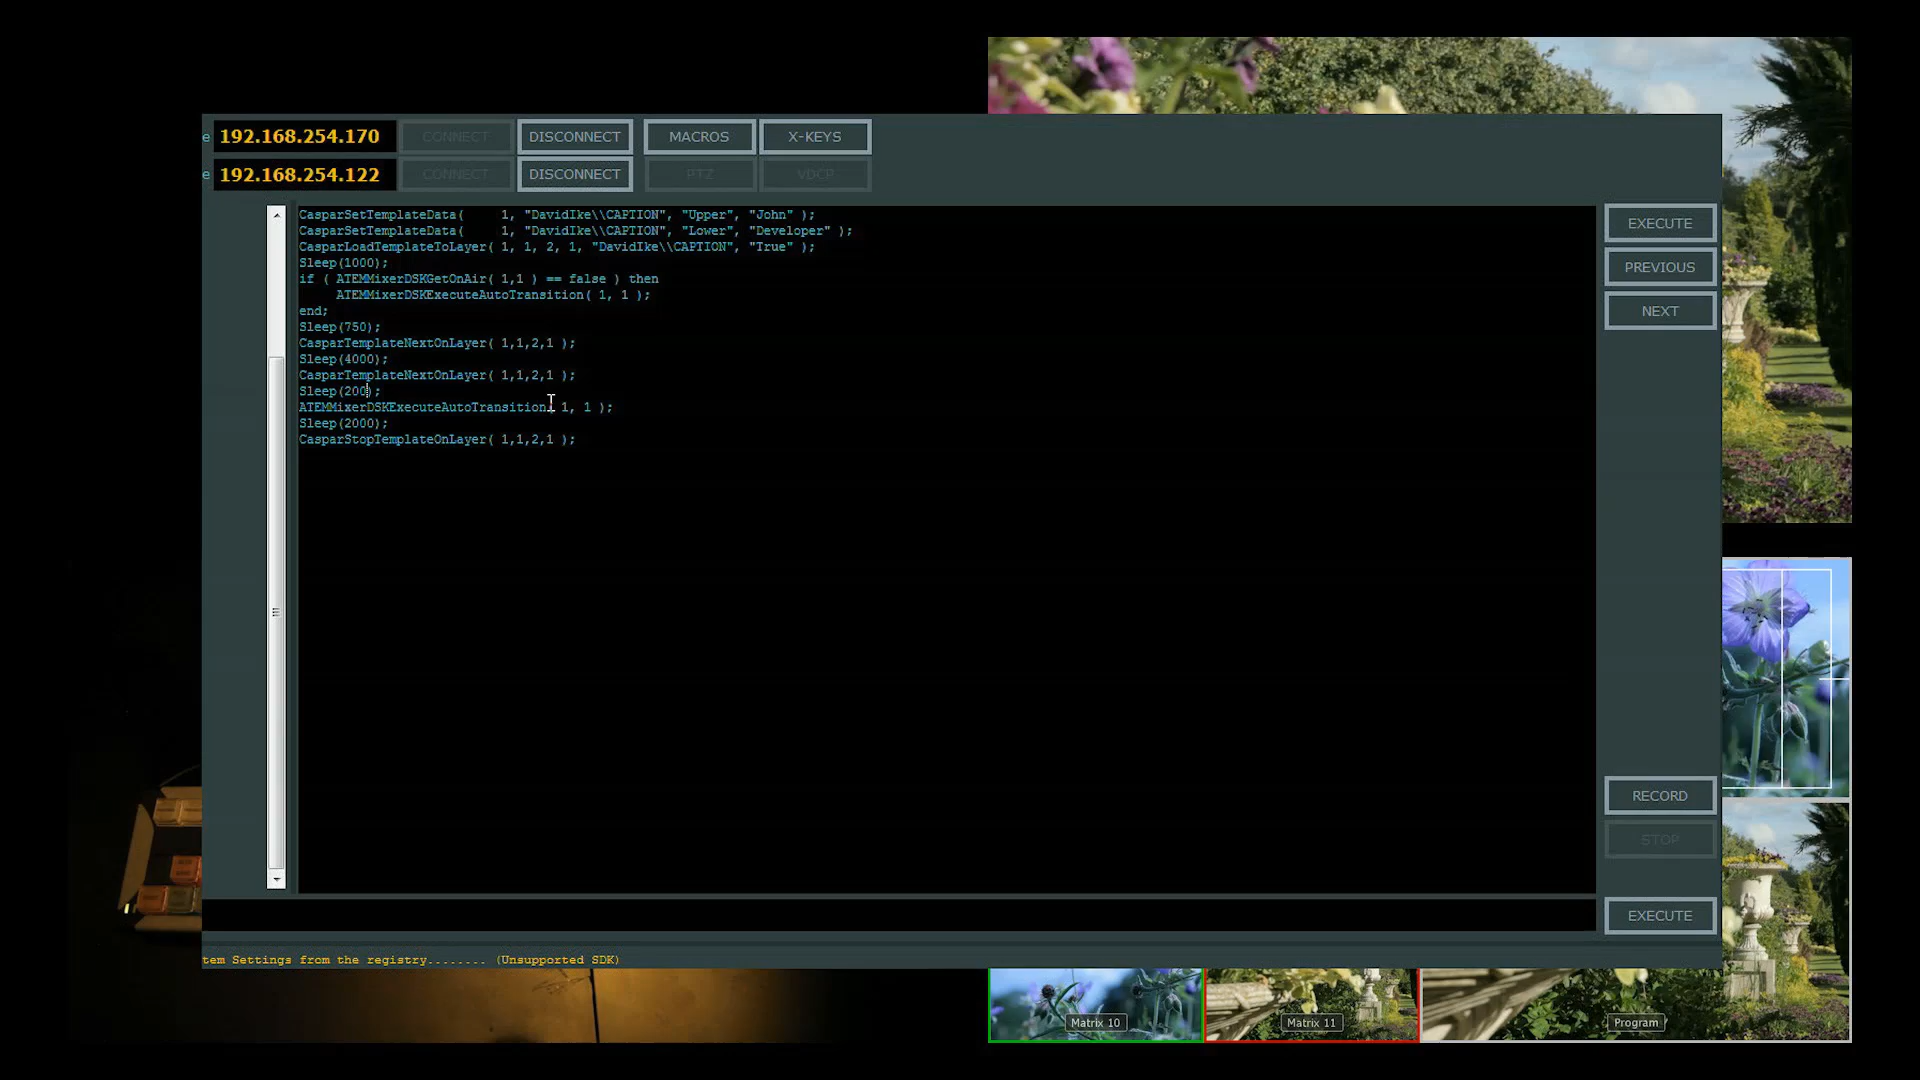 e 192.168.254.170 CONNECT DISCONNECT MACROS X-KEYS
e 192.168.254.122 CONNECT DISCONNECT PTZ VDCP
CasparSetTemplateData(     1, "DavidIke\\CAPTION", "Upper", "John" );
CasparSetTemplateData(     1, "DavidIke\\CAPTION", "Lower", "Developer" );
CasparLoadTemplateToLayer( 1, 1, 2, 1, "DavidIke\\CAPTION", "True" );
Sleep(1000);
if ( ATEMMixerDSKGetOnAir( 1,1 ) == false ) then
     ATEMMixerDSKExecuteAutoTransition( 1, 1 );
end;
Sleep(750);
CasparTemplateNextOnLayer( 1,1,2,1 );
Sleep(4000);
CasparTemplateNextOnLayer( 1,1,2,1 );
Sleep(200);
ATEMMixerDSKExecuteAutoTransition( 1, 1 );
Sleep(2000);
CasparStopTemplateOnLayer( 1,1,2,1 );
EXECUTE
PREVIOUS
NEXT
RECORD
STOP
EXECUTE
tem Settings from the registry........ (Unsupported SDK)
Matrix 10
Matrix 11
Program